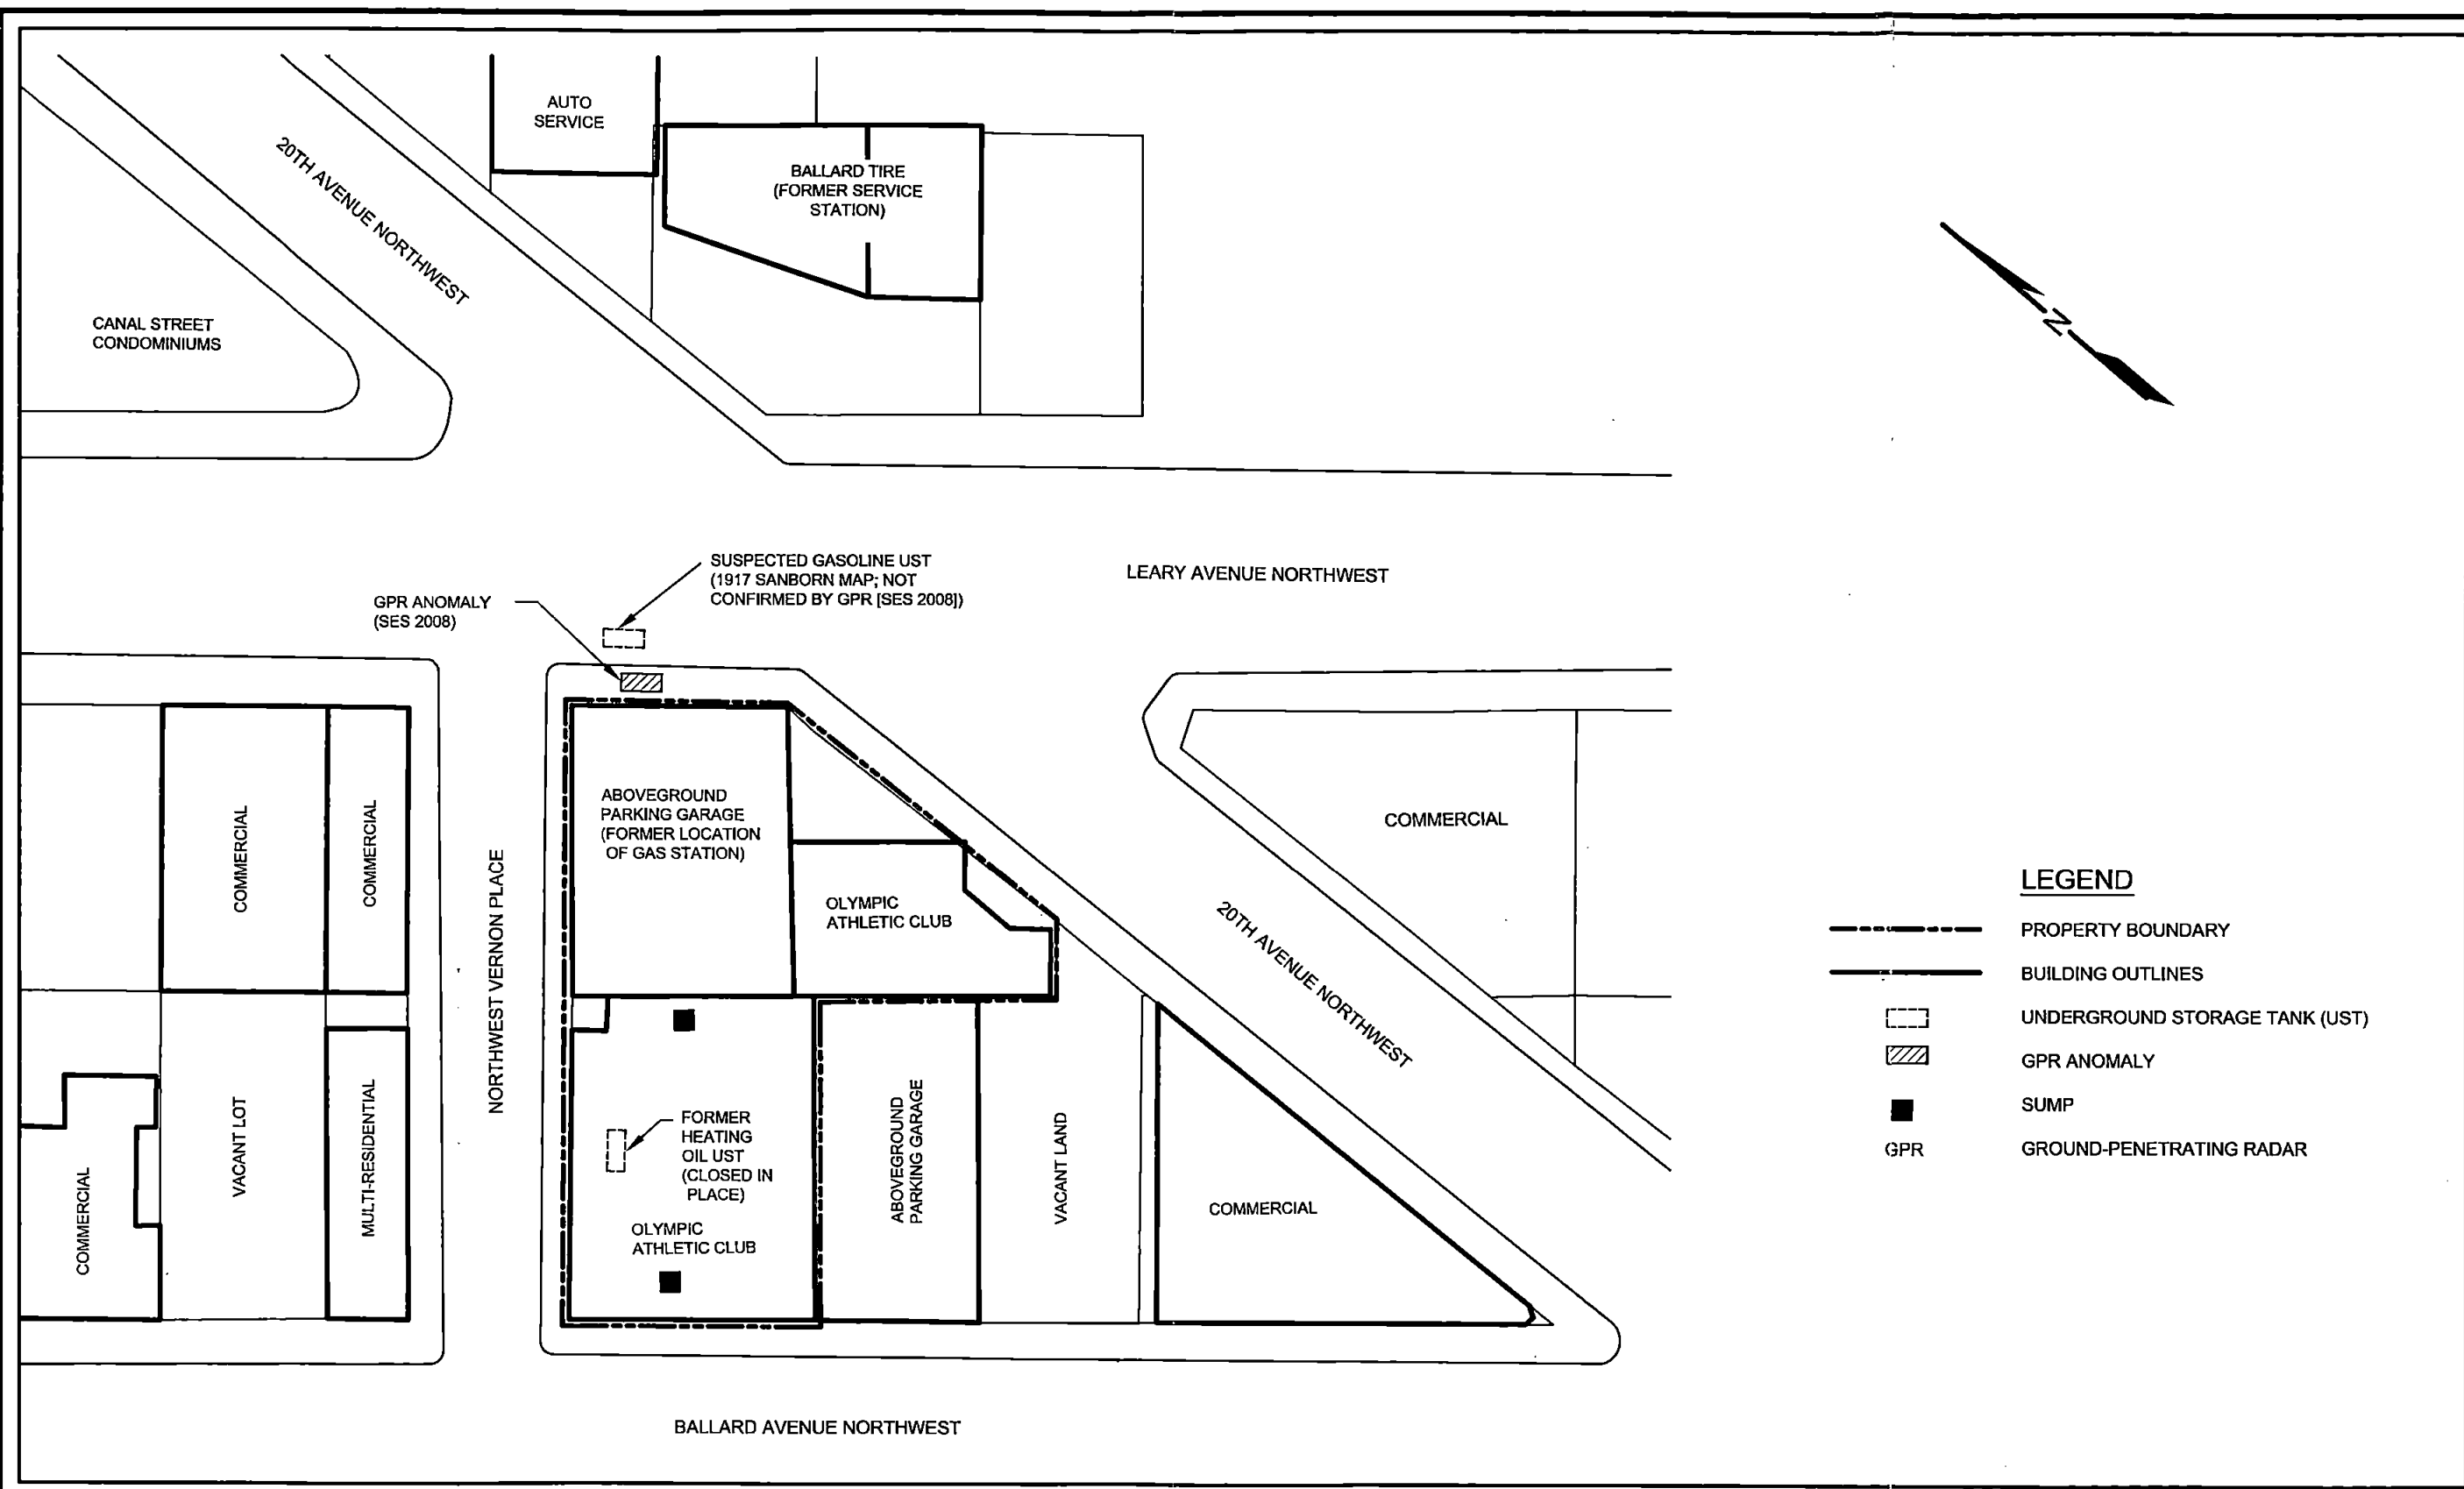 AUTO
SERVICE
20TH AVENUE NORTHWEST
BALLARD TIRE
(FORMER SERVICE
STATION)
CANAL STREET
CONDOMINIUMS
N
SUSPECTED GASOLINE UST
(1917 SANBORN MAP; NOT
CONFIRMED BY GPR [SES 2008])
LEARY AVENUE NORTHWEST
GPR ANOMALY
(SES 2008)
COMMERCIAL
COMMERCIAL
NORTHWEST VERNON PLACE
ABOVEGROUND
PARKING GARAGE
(FORMER LOCATION
OF GAS STATION)
OLYMPIC
ATHLETIC CLUB
20TH AVENUE NORTHWEST
COMMERCIAL
COMMERCIAL
VACANT LOT
MULTI-RESIDENTIAL
FORMER
HEATING
OIL UST
(CLOSED IN
PLACE)
OLYMPIC
ATHLETIC CLUB
ABOVEGROUND
PARKING GARAGE
VACANT LAND
COMMERCIAL
BALLARD AVENUE NORTHWEST
LEGEND
PROPERTY BOUNDARY
BUILDING OUTLINES
UNDERGROUND STORAGE TANK (UST)
GPR ANOMALY
SUMP
GPR GROUND-PENETRATING RADAR